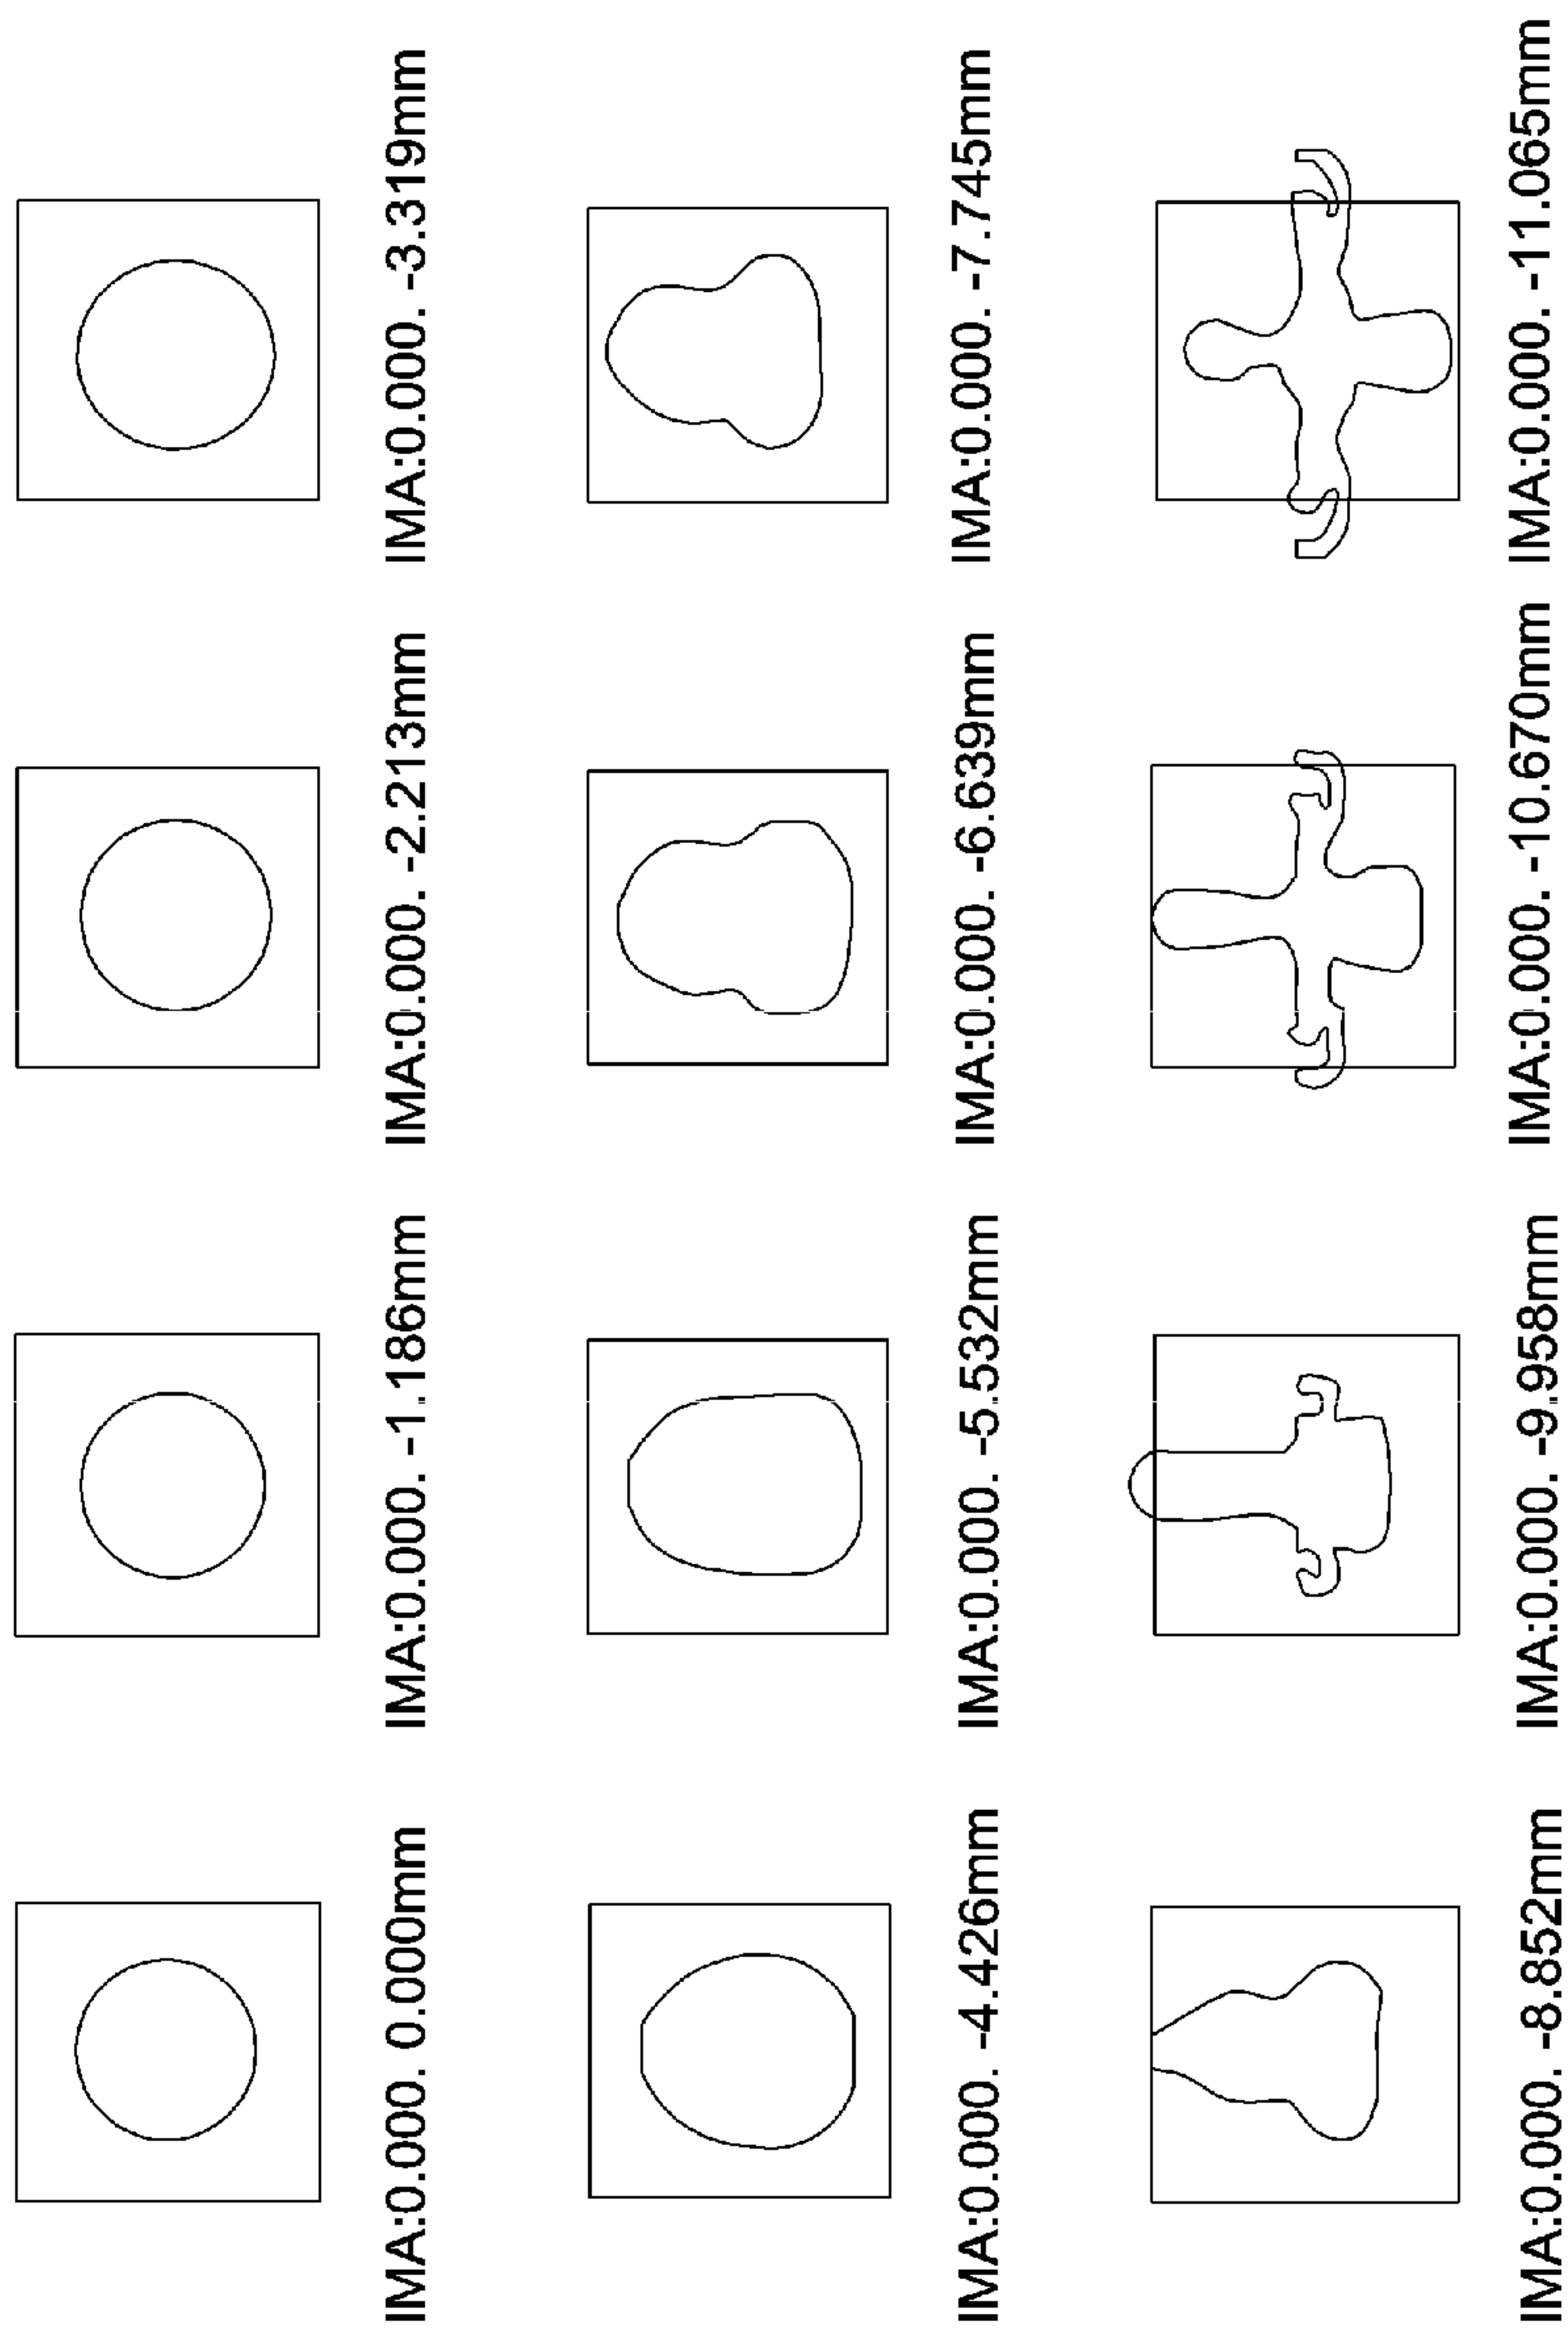 IMA:0.000. 0.000mm
IMA:0.000. -1.186mm
IMA:0.000. -2.213mm
IMA:0.000. -3.319mm
IMA:0.000. -4.426mm
IMA:0.000. -5.532mm
IMA:0.000. -6.639mm
IMA:0.000. -7.745mm
IMA:0.000. -8.852mm
IMA:0.000. -9.958mm
IMA:0.000. -10.670mm
IMA:0.000. -11.065mm